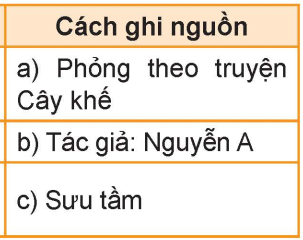 Cách ghi nguồn
a) Phỏng theo truyện
Cây khế
b) Tác giả: Nguyễn A
c) Sưu tầm